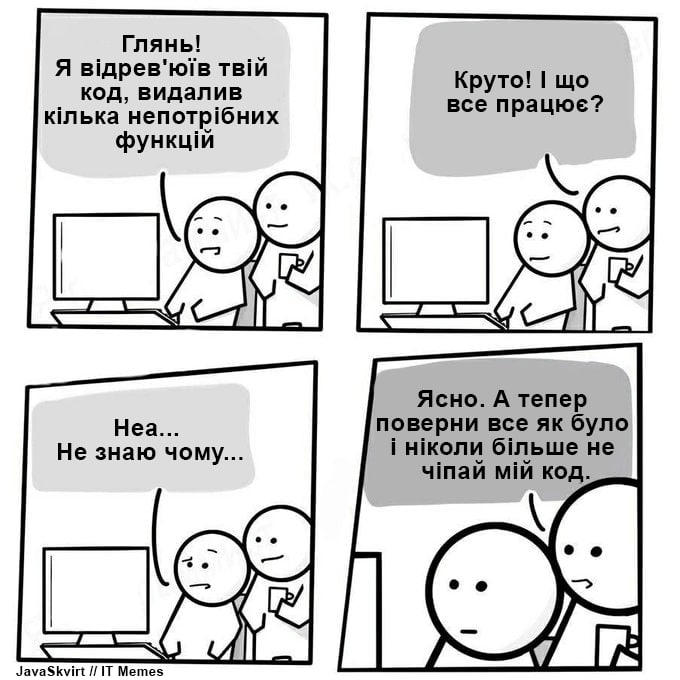 Глянь!
Я відрев'юїв твій
код, видалив
кілька непотрібних
функцій
Круто! І що
все працює?
Неа...
Не знаю чому...
Ясно. А тепер
поверни все як було
і ніколи більше не
чіпай мій код.
JavaSkvirt // IT Memes